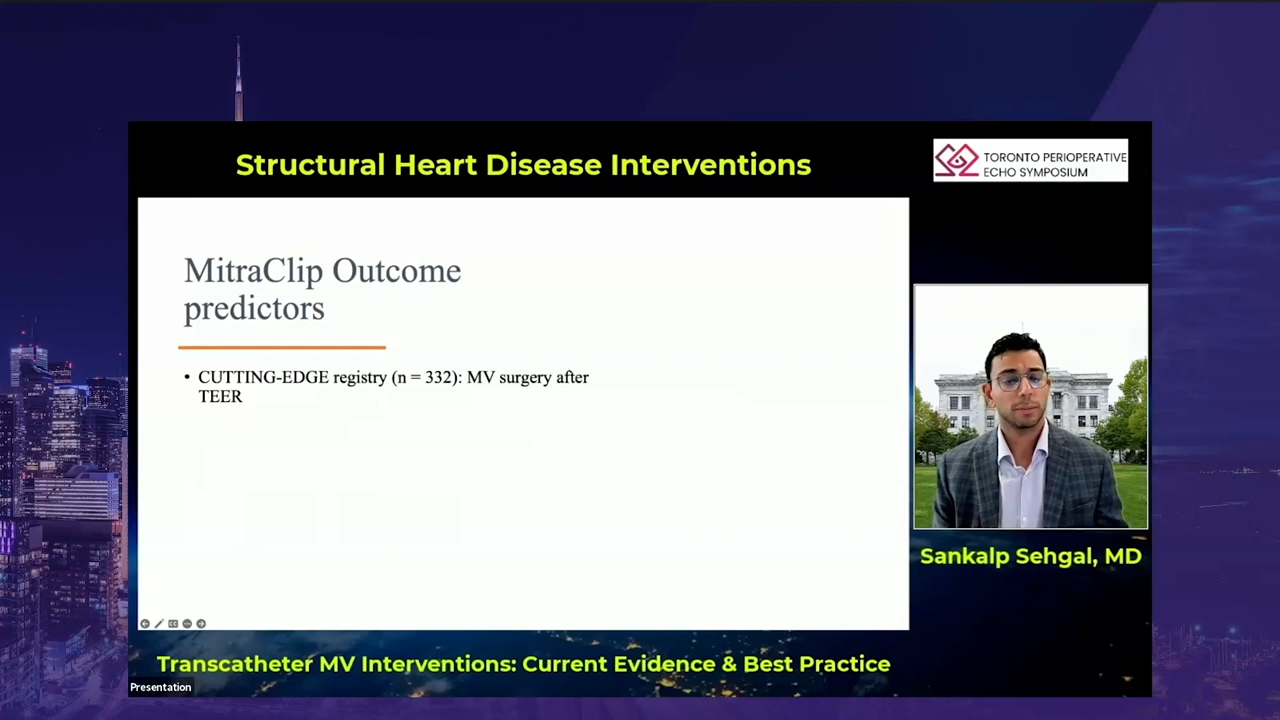 Structural Heart Disease Interventions
TORONTO PERIOPERATIVE
ECHO SYMPOSIUM
MitraClip Outcome
predictors
• CUTTING-EDGE registry (n = 332): MV surgery after
TEER
Sankalp Sehgal, MD
Transcatheter MV Interventions: Current Evidence & Best Practice
Presentation